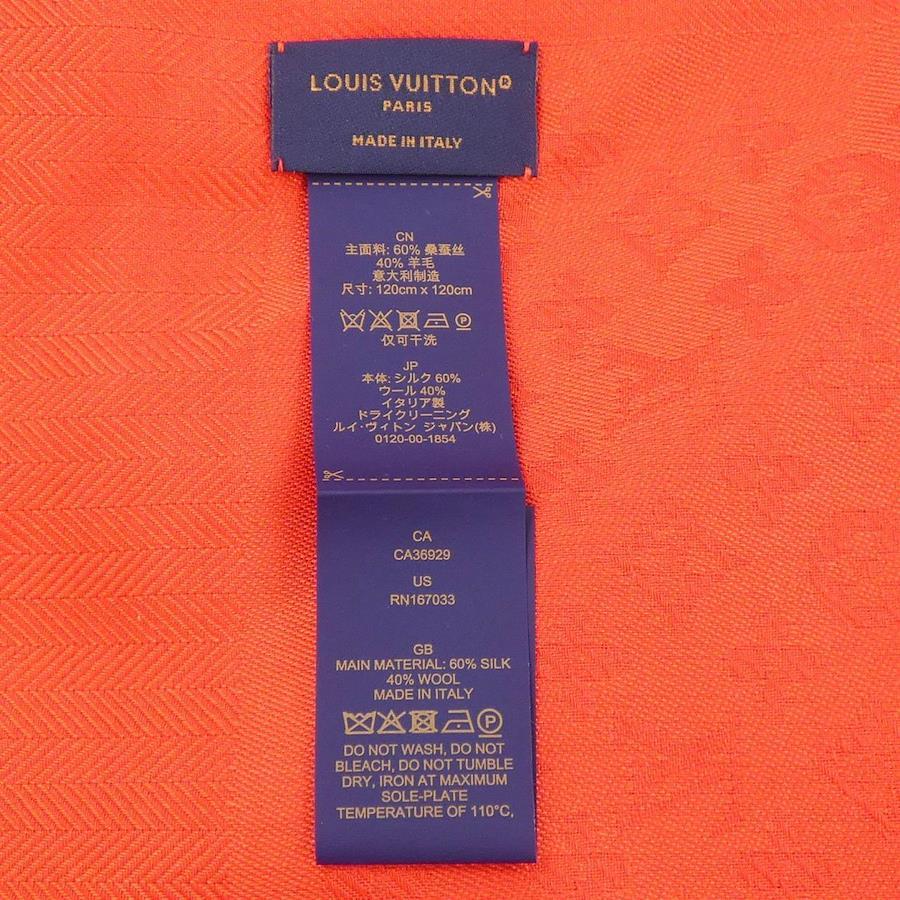 LOUIS VUITTON®
PARIS
MADE IN ITALY
CN
主面料: 60% 桑蚕丝
40% 羊毛
意大利制造
尺寸: 120cm x 120cm
P
仅可干洗
JP
本体: シルク 60%
ウール 40%
イタリア製
ドライクリーニング
ルイ・ヴィトン ジャパン(株)
0120-00-1854
CA
CA36929
US
RN167033
GB
MAIN MATERIAL: 60% SILK
40% WOOL
MADE IN ITALY
P
DO NOT WASH, DO NOT
BLEACH, DO NOT TUMBLE
DRY, IRON AT MAXIMUM
SOLE-PLATE
TEMPERATURE OF 110°C,